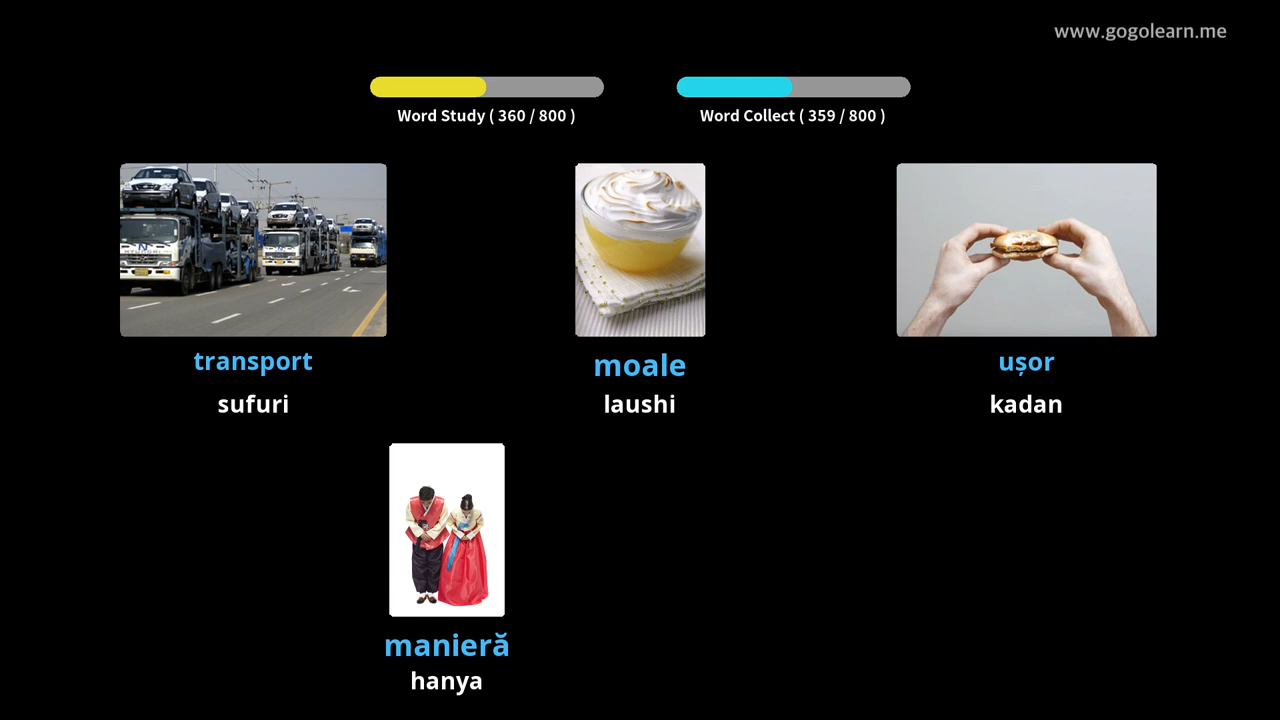 www.gogolearn.me
Word Study ( 360 / 800 )
Word Collect ( 359 / 800 )
transport
moale
ușor
sufuri
laushi
kadan
manieră
hanya